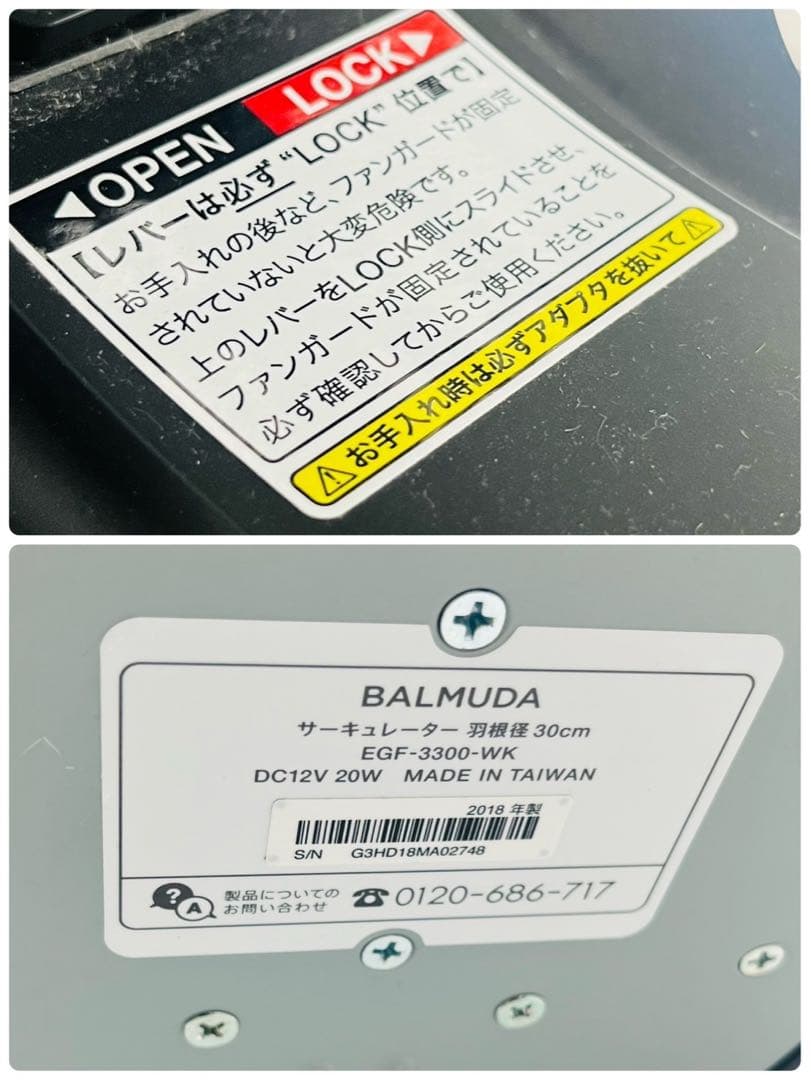 ◀OPEN LOCK▶
【レバーは必ず“LOCK”位置で】
お手入れの後など、ファンガードが固定
されていないと大変危険です。
上のレバーをLOCK側にスライドさせ、
ファンガードが固定されていることを
必ず確認してからご使用ください。
⚠お手入れ時は必ずアダプタを抜いて⚠
BALMUDA
サーキュレーター 羽根径 30cm
EGF-3300-WK
DC12V 20W MADE IN TAIWAN
2018 年製
S/N G3HD18MA02748
?
A
製品についての
お問い合わせ
☎0120-686-717